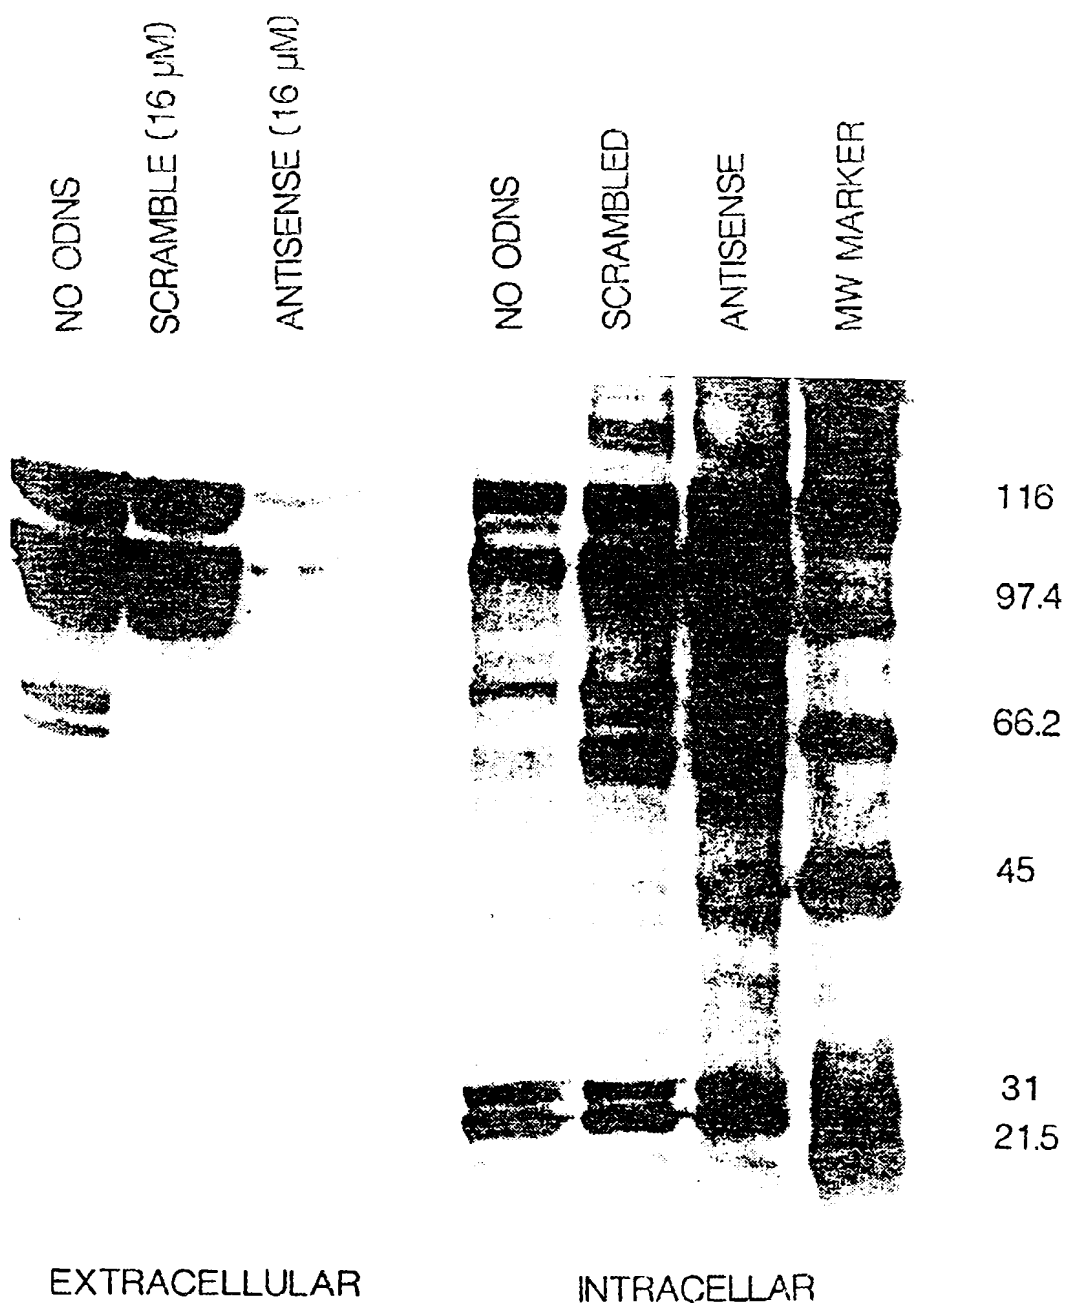 NO ODNS
SCRAMBLE (16 µM)
ANTISENSE (16 µM)
NO ODNS
SCRAMBLED
ANTISENSE
MW MARKER
116
97.4
66.2
45
31
21.5
EXTRACELLULAR
INTRACELLAR